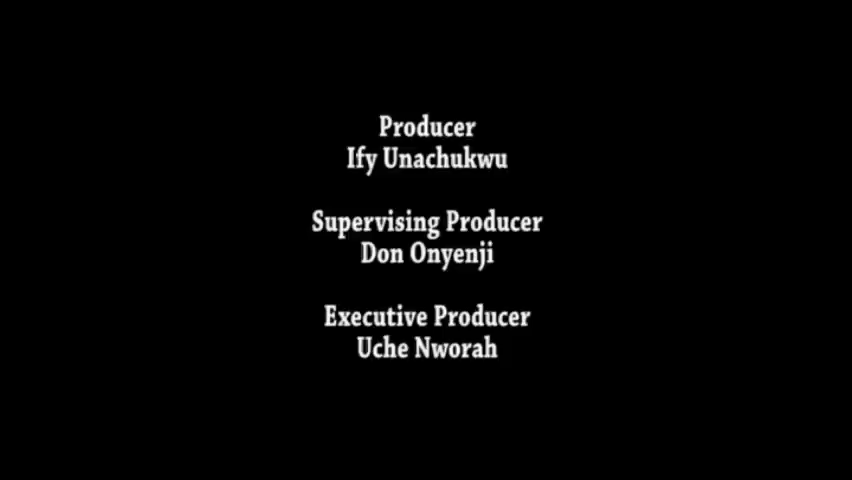 Producer
Ify Unachukwu
Supervising Producer
Don Onyenji
Executive Producer
Uche Nworah